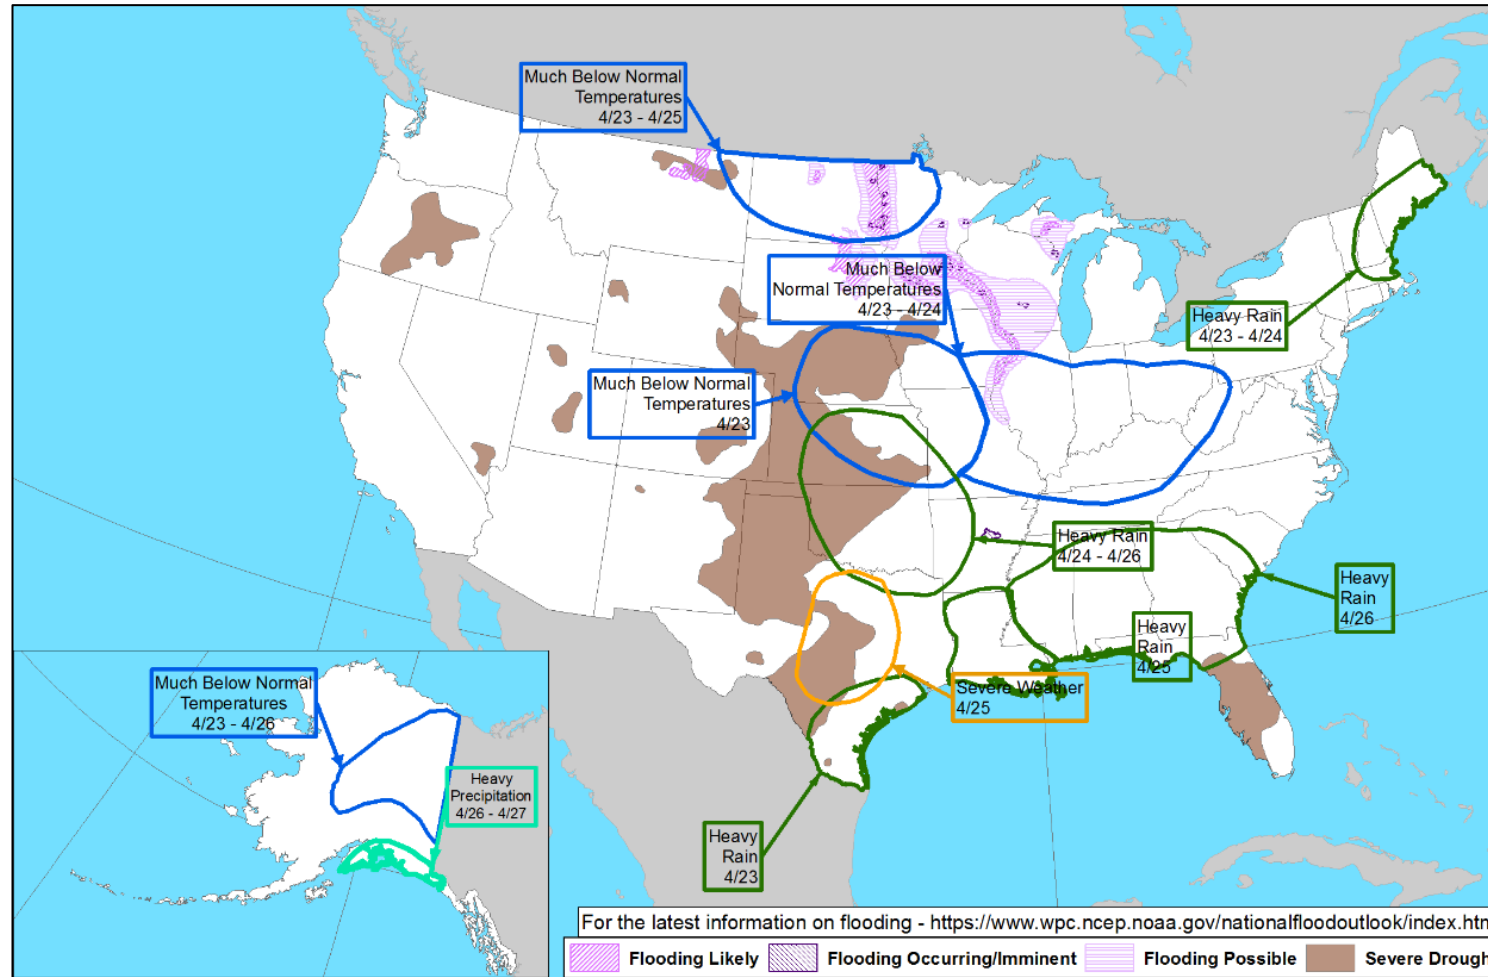 Much Below Normal
Temperatures
4/23 - 4/25
Much Below
Normal Temperatures
4/23 - 4/24
Heavy Rain
4/23 - 4/24
Much Below Normal
Temperatures
4/23
Heavy Rain
4/24 - 4/26
Heavy
Rain
4/26
Heavy
Rain
4/25
Severe Weather
4/25
Much Below Normal
Temperatures
4/23 - 4/26
Heavy
Precipitation
4/26 - 4/27
Heavy
Rain
4/23
For the latest information on flooding - https://www.wpc.ncep.noaa.gov/nationalfloodoutlook/index.htm
Flooding Likely
Flooding Occurring/Imminent
Flooding Possible
Severe Drough